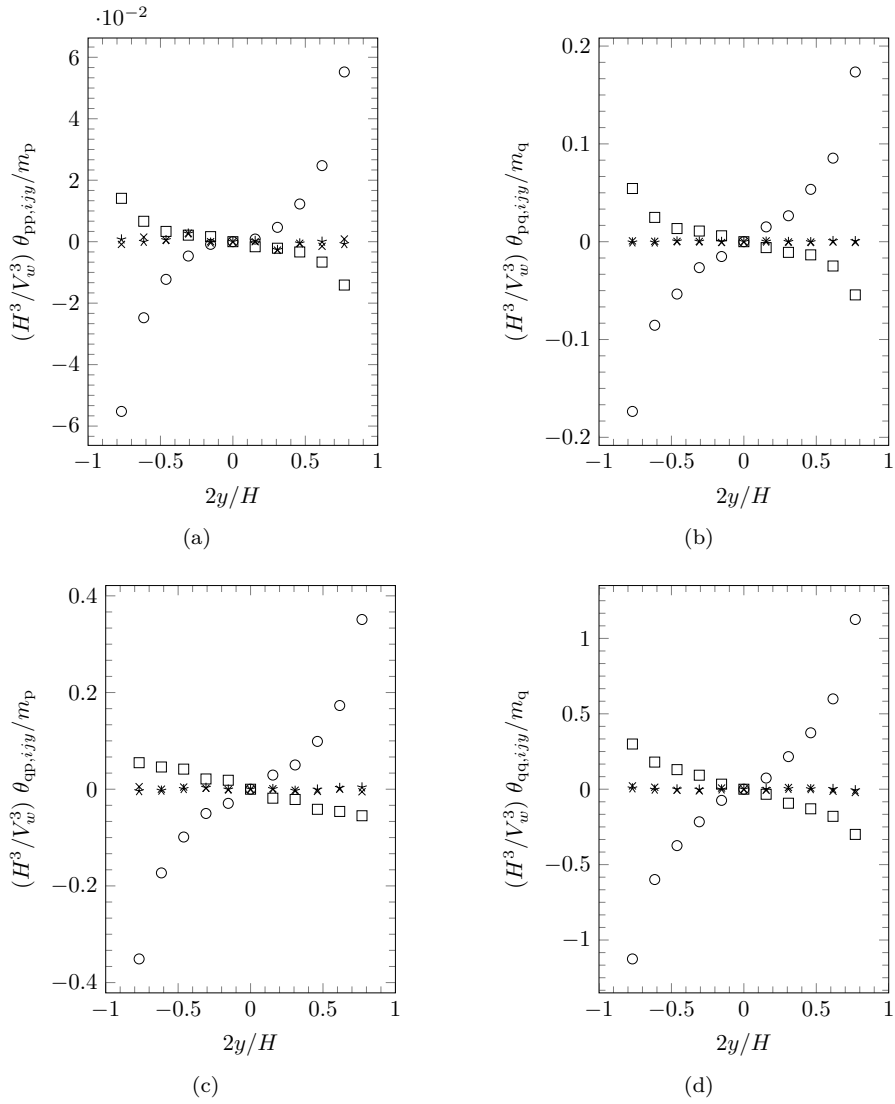 ·10−2
6
4
2
0
−2
−4
−6
−1 −0.5 0 0.5 1
2y/H
(H³/V_w³) θ_pp,ijy/m_p
(a)
0.2
0.1
0
−0.1
−0.2
−1 −0.5 0 0.5 1
2y/H
(H³/V_w³) θ_pq,ijy/m_q
(b)
0.4
0.2
0
−0.2
−0.4
−1 −0.5 0 0.5 1
2y/H
(H³/V_w³) θ_qp,ijy/m_p
(c)
1
0.5
0
−0.5
−1
−1 −0.5 0 0.5 1
2y/H
(H³/V_w³) θ_qq,ijy/m_q
(d)